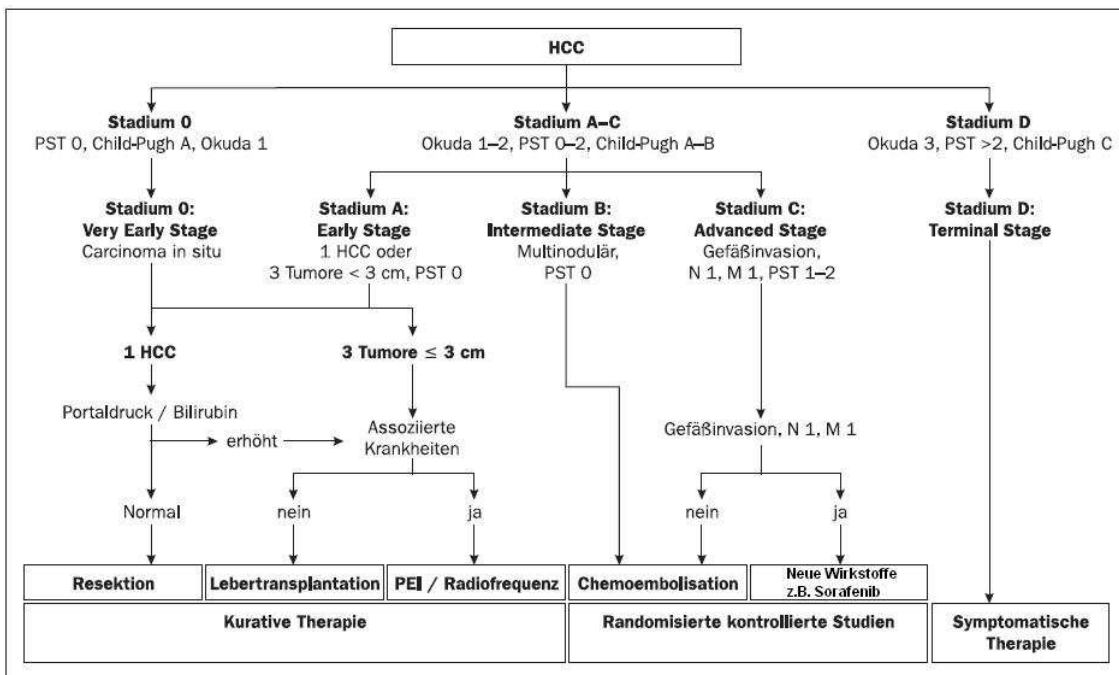 HCC
Stadium 0
PST 0, Child-Pugh A, Okuda 1
Stadium A–C
Okuda 1–2, PST 0–2, Child-Pugh A–B
Stadium D
Okuda 3, PST >2, Child-Pugh C
Stadium 0:
Very Early Stage
Carcinoma in situ
Stadium A:
Early Stage
1 HCC oder
3 Tumore < 3 cm, PST 0
Stadium B:
Intermediate Stage
Multinodulär,
PST 0
Stadium C:
Advanced Stage
Gefäßinvasion,
N 1, M 1, PST 1–2
Stadium D:
Terminal Stage
1 HCC
3 Tumore ≤ 3 cm
Portaldruck / Bilirubin
erhöht
Assoziierte
Krankheiten
Gefäßinvasion, N 1, M 1
Normal
nein
ja
nein
ja
Resektion
Lebertransplantation
PEI / Radiofrequenz
Chemoembolisation
Neue Wirkstoffe
z.B. Sorafenib
Kurative Therapie
Randomisierte kontrollierte Studien
Symptomatische
Therapie